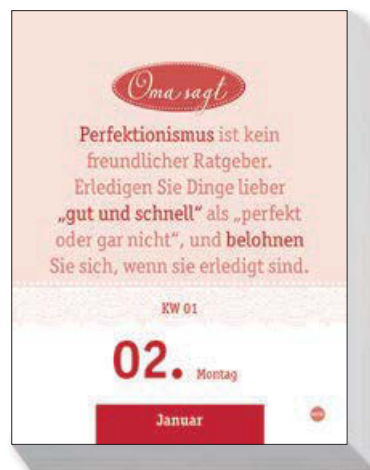 Oma sagt
Perfektionismus ist kein
freundlicher Ratgeber.
Erledigen Sie Dinge lieber
„gut und schnell“ als „perfekt
oder gar nicht“, und belohnen
Sie sich, wenn sie erledigt sind.
KW 01
02. Montag
Januar